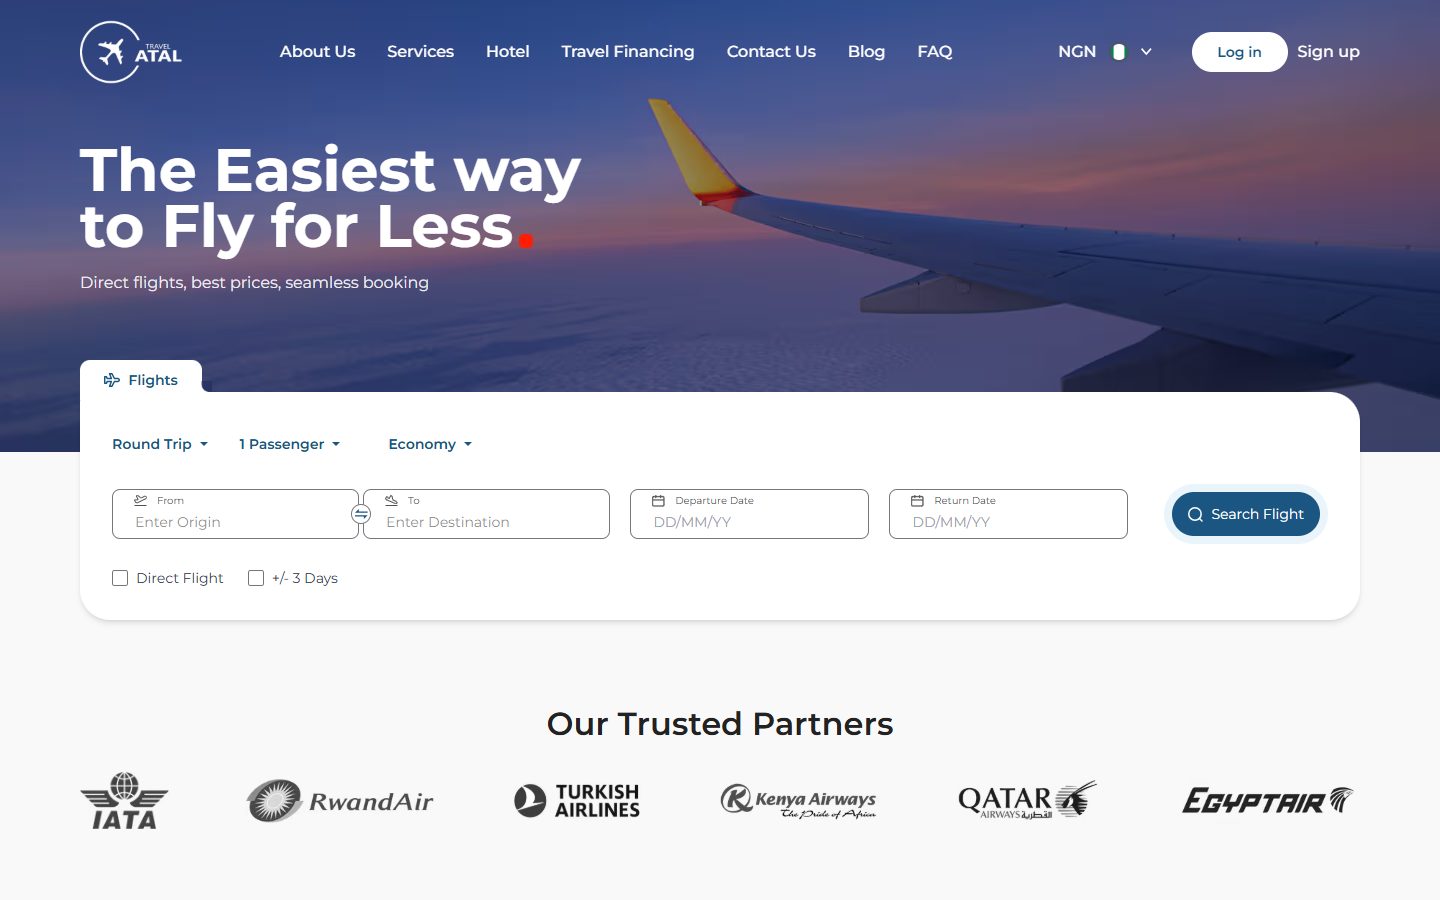 TRAVEL
ATAL
About Us
Services
Hotel
Travel Financing
Contact Us
Blog
FAQ
NGN
Log in
Sign up
The Easiest way
to Fly for Less.
Direct flights, best prices, seamless booking
Flights
Round Trip
1 Passenger
Economy
From
Enter Origin
To
Enter Destination
Departure Date
DD/MM/YY
Return Date
DD/MM/YY
Search Flight
Direct Flight
+/- 3 Days
Our Trusted Partners
IATA
RwandAir
TURKISH
AIRLINES
Kenya Airways
The Pride of Africa
QATAR
AIRWAYS القطرية
EGYPTAIR